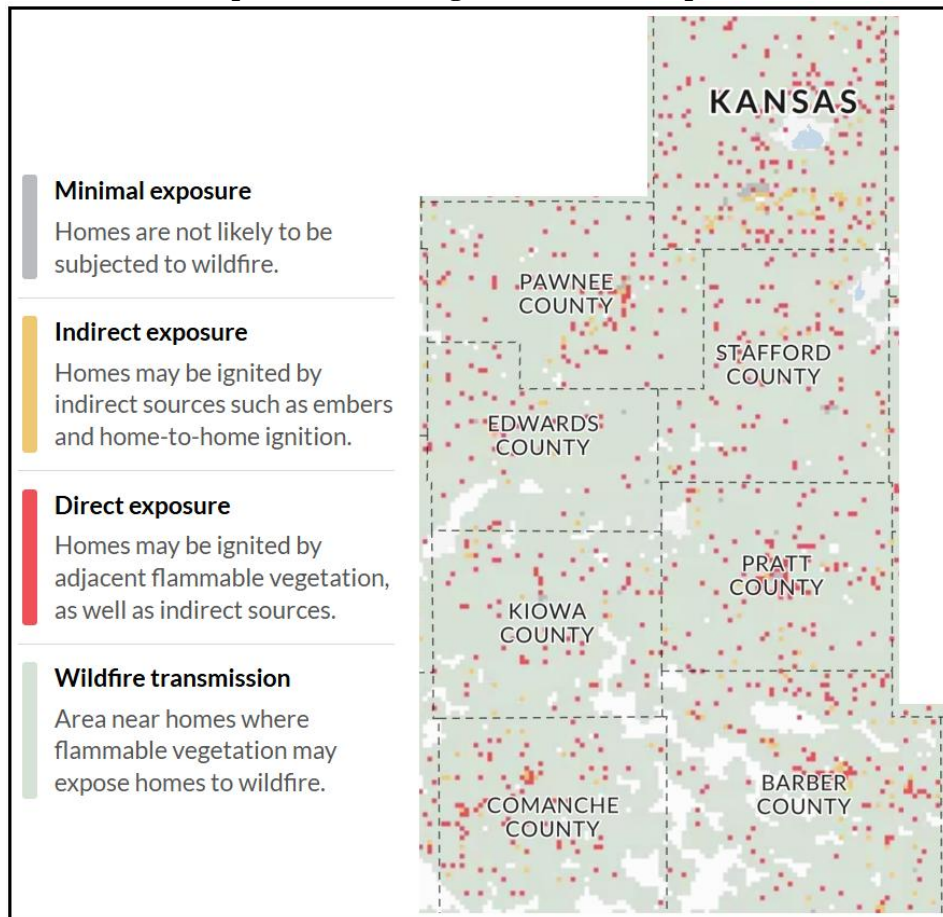 Minimal exposure
Homes are not likely to be
subjected to wildfire.
Indirect exposure
Homes may be ignited by
indirect sources such as embers
and home-to-home ignition.
Direct exposure
Homes may be ignited by
adjacent flammable vegetation,
as well as indirect sources.
Wildfire transmission
Area near homes where
flammable vegetation may
expose homes to wildfire.
KANSAS
PAWNEE
COUNTY
STAFFORD
COUNTY
EDWARDS
COUNTY
PRATT
COUNTY
KIOWA
COUNTY
BARBER
COUNTY
COMANCHE
COUNTY